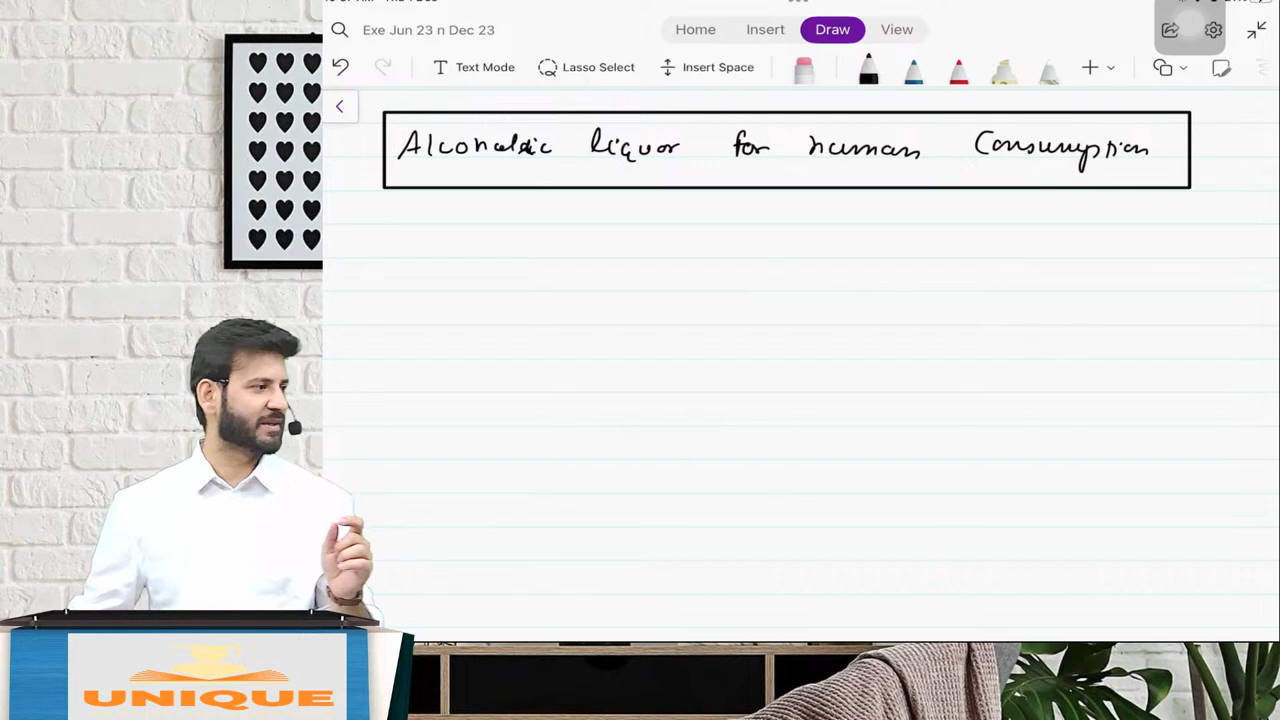 Exe Jun 23 n Dec 23
Home Insert Draw View
Text Mode Lasso Select Insert Space
Alcoholic liquor for human Consumption
UNIQUE